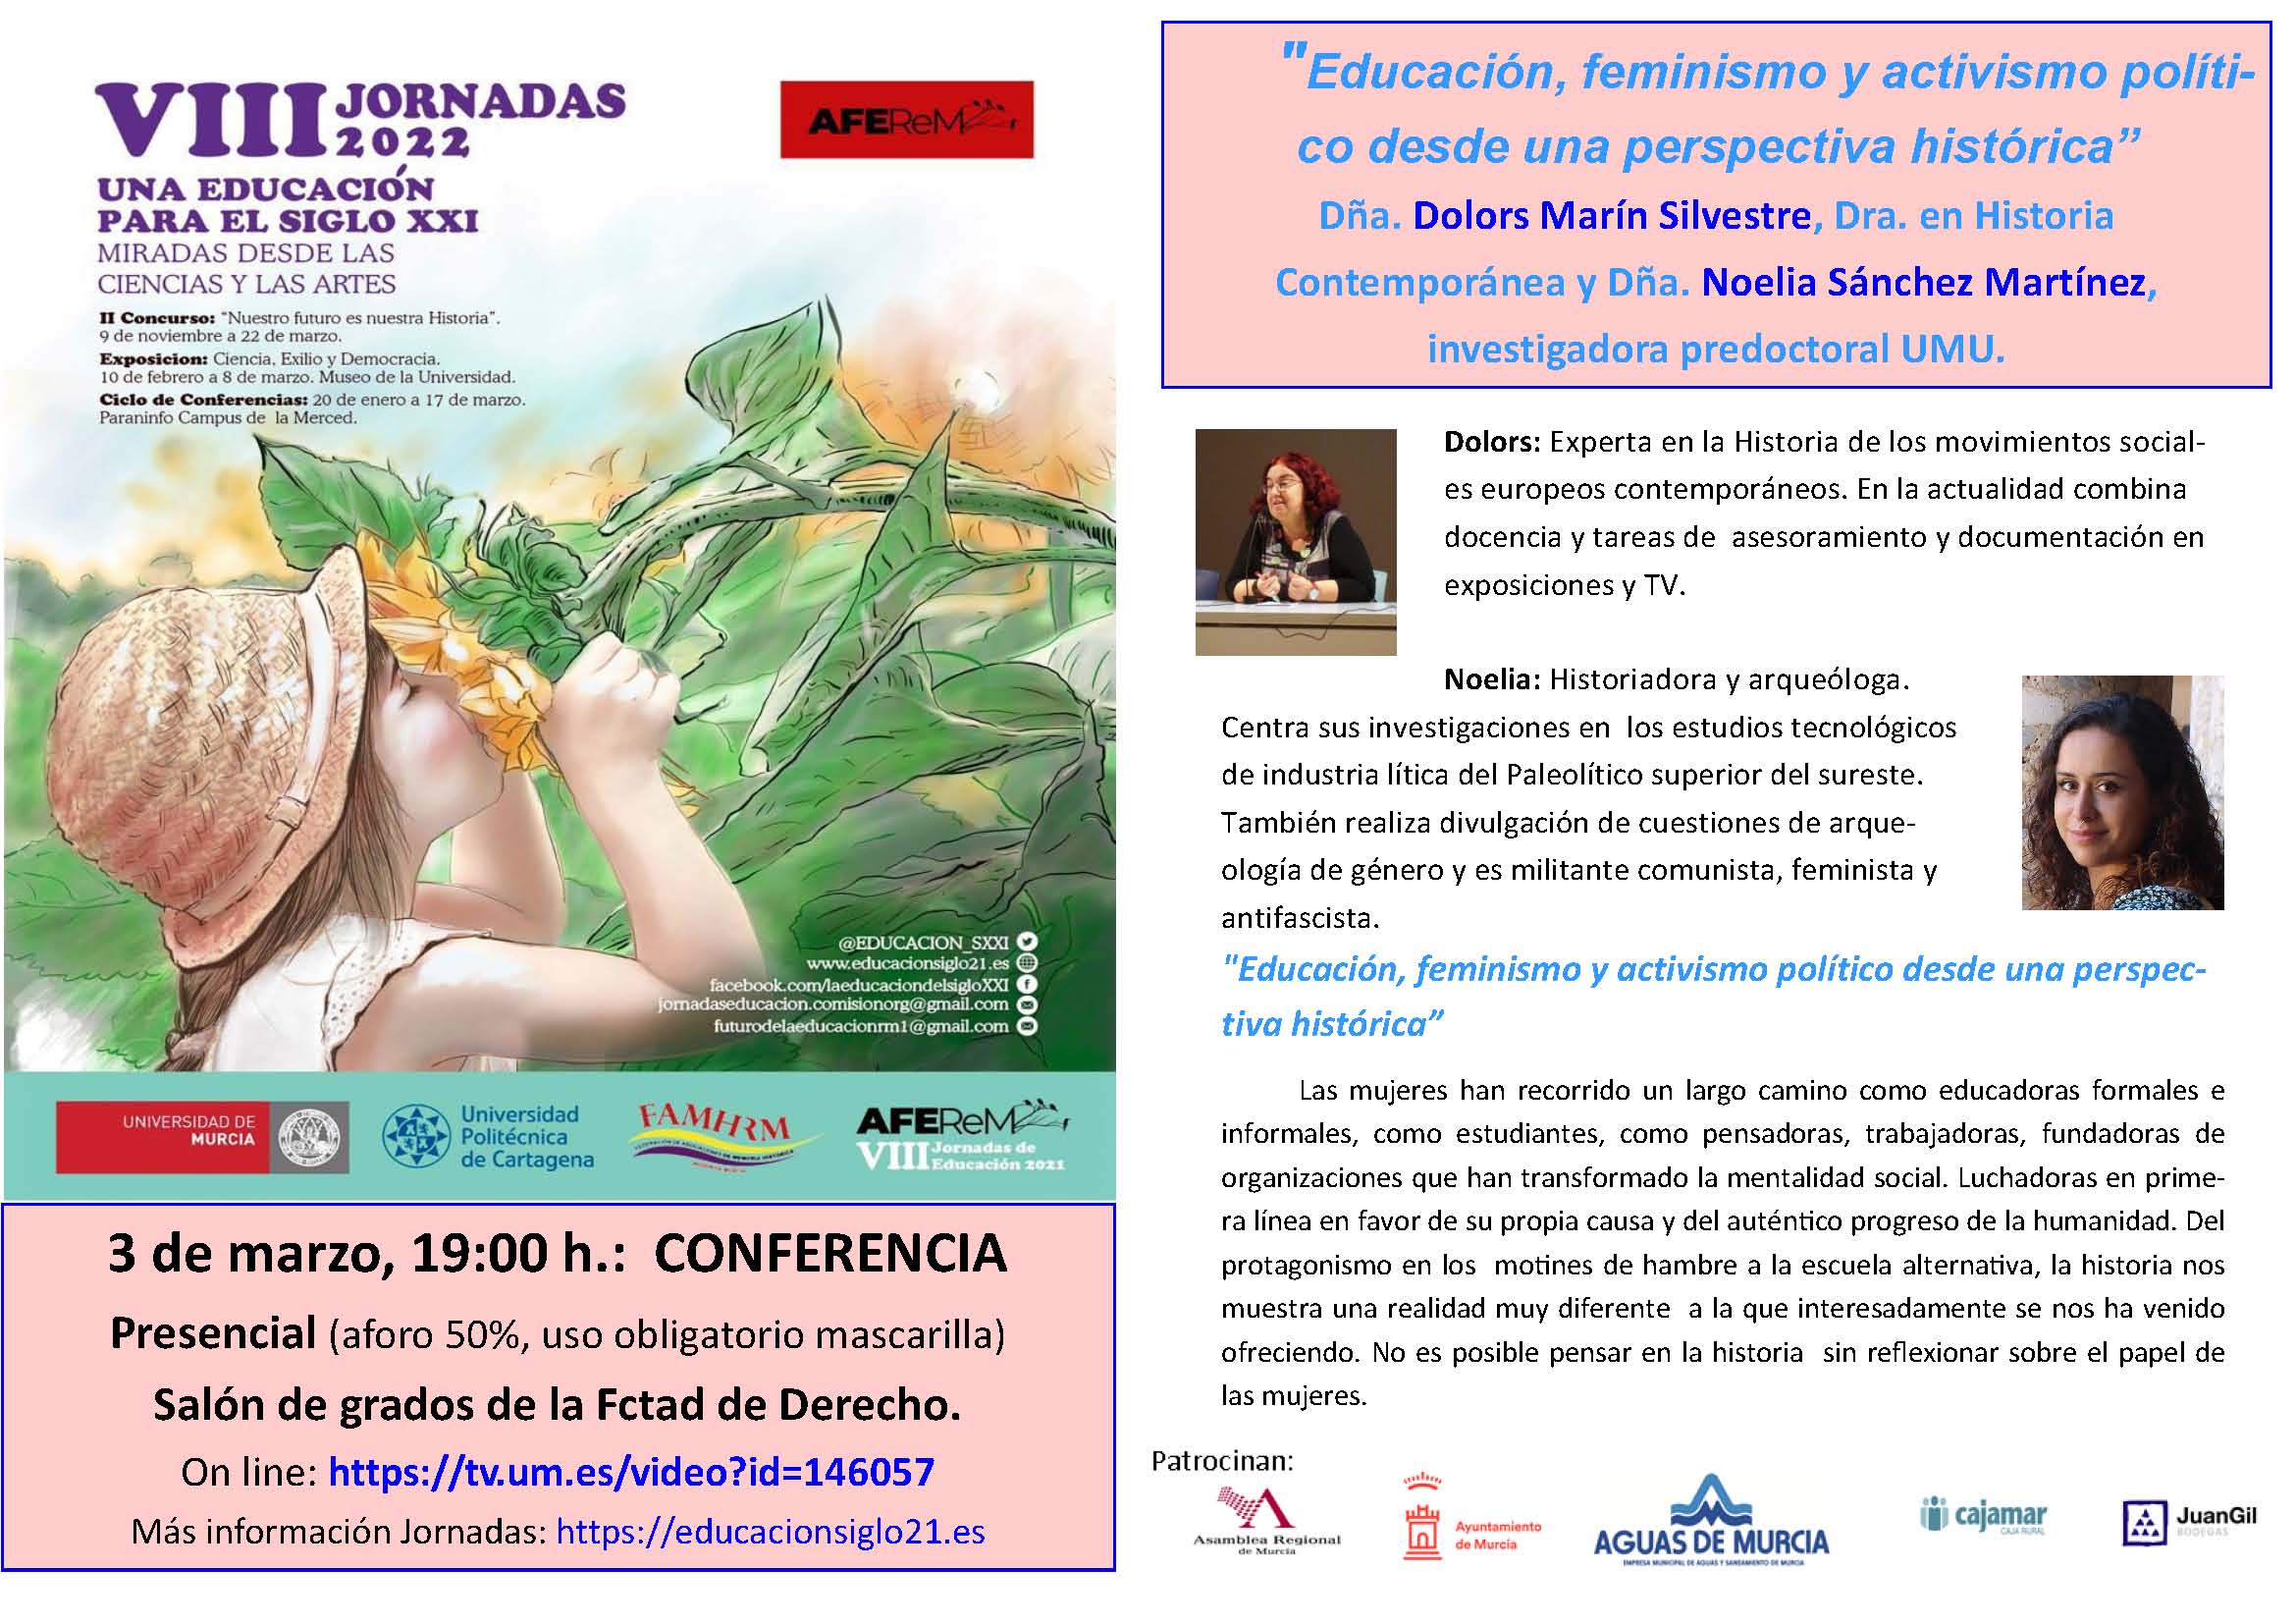 VIII JORNADAS
2022
UNA EDUCACIÓN
PARA EL SIGLO XXI
MIRADAS DESDE LAS
CIENCIAS Y LAS ARTES
II Concurso: "Nuestro futuro es nuestra Historia".
9 de noviembre a 22 de marzo.
Exposicion: Ciencia, Exilio y Democracia.
10 de febrero a 8 de marzo. Museo de la Universidad.
Ciclo de Conferencias: 20 de enero a 17 de marzo.
Paraninfo Campus de la Merced.
AFEReM
@EDUCACION_SXXI
www.educacionsiglo21.es
facebook.com/laeducaciondelsigloXXI
jornadaseducacion.comisionorg@gmail.com
futurodelaeducacionrm1@gmail.com
UNIVERSIDAD DE
MURCIA
Universidad
Politécnica
de Cartagena
FAMHRM
AFEReM
VIII Jornadas de
Educación 2021
3 de marzo, 19:00 h.: CONFERENCIA
Presencial (aforo 50%, uso obligatorio mascarilla)
Salón de grados de la Fctad de Derecho.
On line: https://tv.um.es/video?id=146057
Más información Jornadas: https://educacionsiglo21.es
"Educación, feminismo y activismo políti-
co desde una perspectiva histórica”
Dña. Dolors Marín Silvestre, Dra. en Historia
Contemporánea y Dña. Noelia Sánchez Martínez,
investigadora predoctoral UMU.
Dolors: Experta en la Historia de los movimientos social-
es europeos contemporáneos. En la actualidad combina
docencia y tareas de asesoramiento y documentación en
exposiciones y TV.
Noelia: Historiadora y arqueóloga.
Centra sus investigaciones en los estudios tecnológicos
de industria lítica del Paleolítico superior del sureste.
También realiza divulgación de cuestiones de arque-
ología de género y es militante comunista, feminista y
antifascista.
"Educación, feminismo y activismo político desde una perspec-
tiva histórica”
Las mujeres han recorrido un largo camino como educadoras formales e
informales, como estudiantes, como pensadoras, trabajadoras, fundadoras de
organizaciones que han transformado la mentalidad social. Luchadoras en prime-
ra línea en favor de su propia causa y del auténtico progreso de la humanidad. Del
protagonismo en los motines de hambre a la escuela alternativa, la historia nos
muestra una realidad muy diferente a la que interesadamente se nos ha venido
ofreciendo. No es posible pensar en la historia sin reflexionar sobre el papel de
las mujeres.
Patrocinan:
Asamblea Regional
de Murcia
Ayuntamiento
de Murcia
AGUAS DE MURCIA
EMPRESA MUNICIPAL DE AGUAS Y SANEAMIENTO DE MURCIA
cajamar
CAJA RURAL
JuanGil
BODEGAS